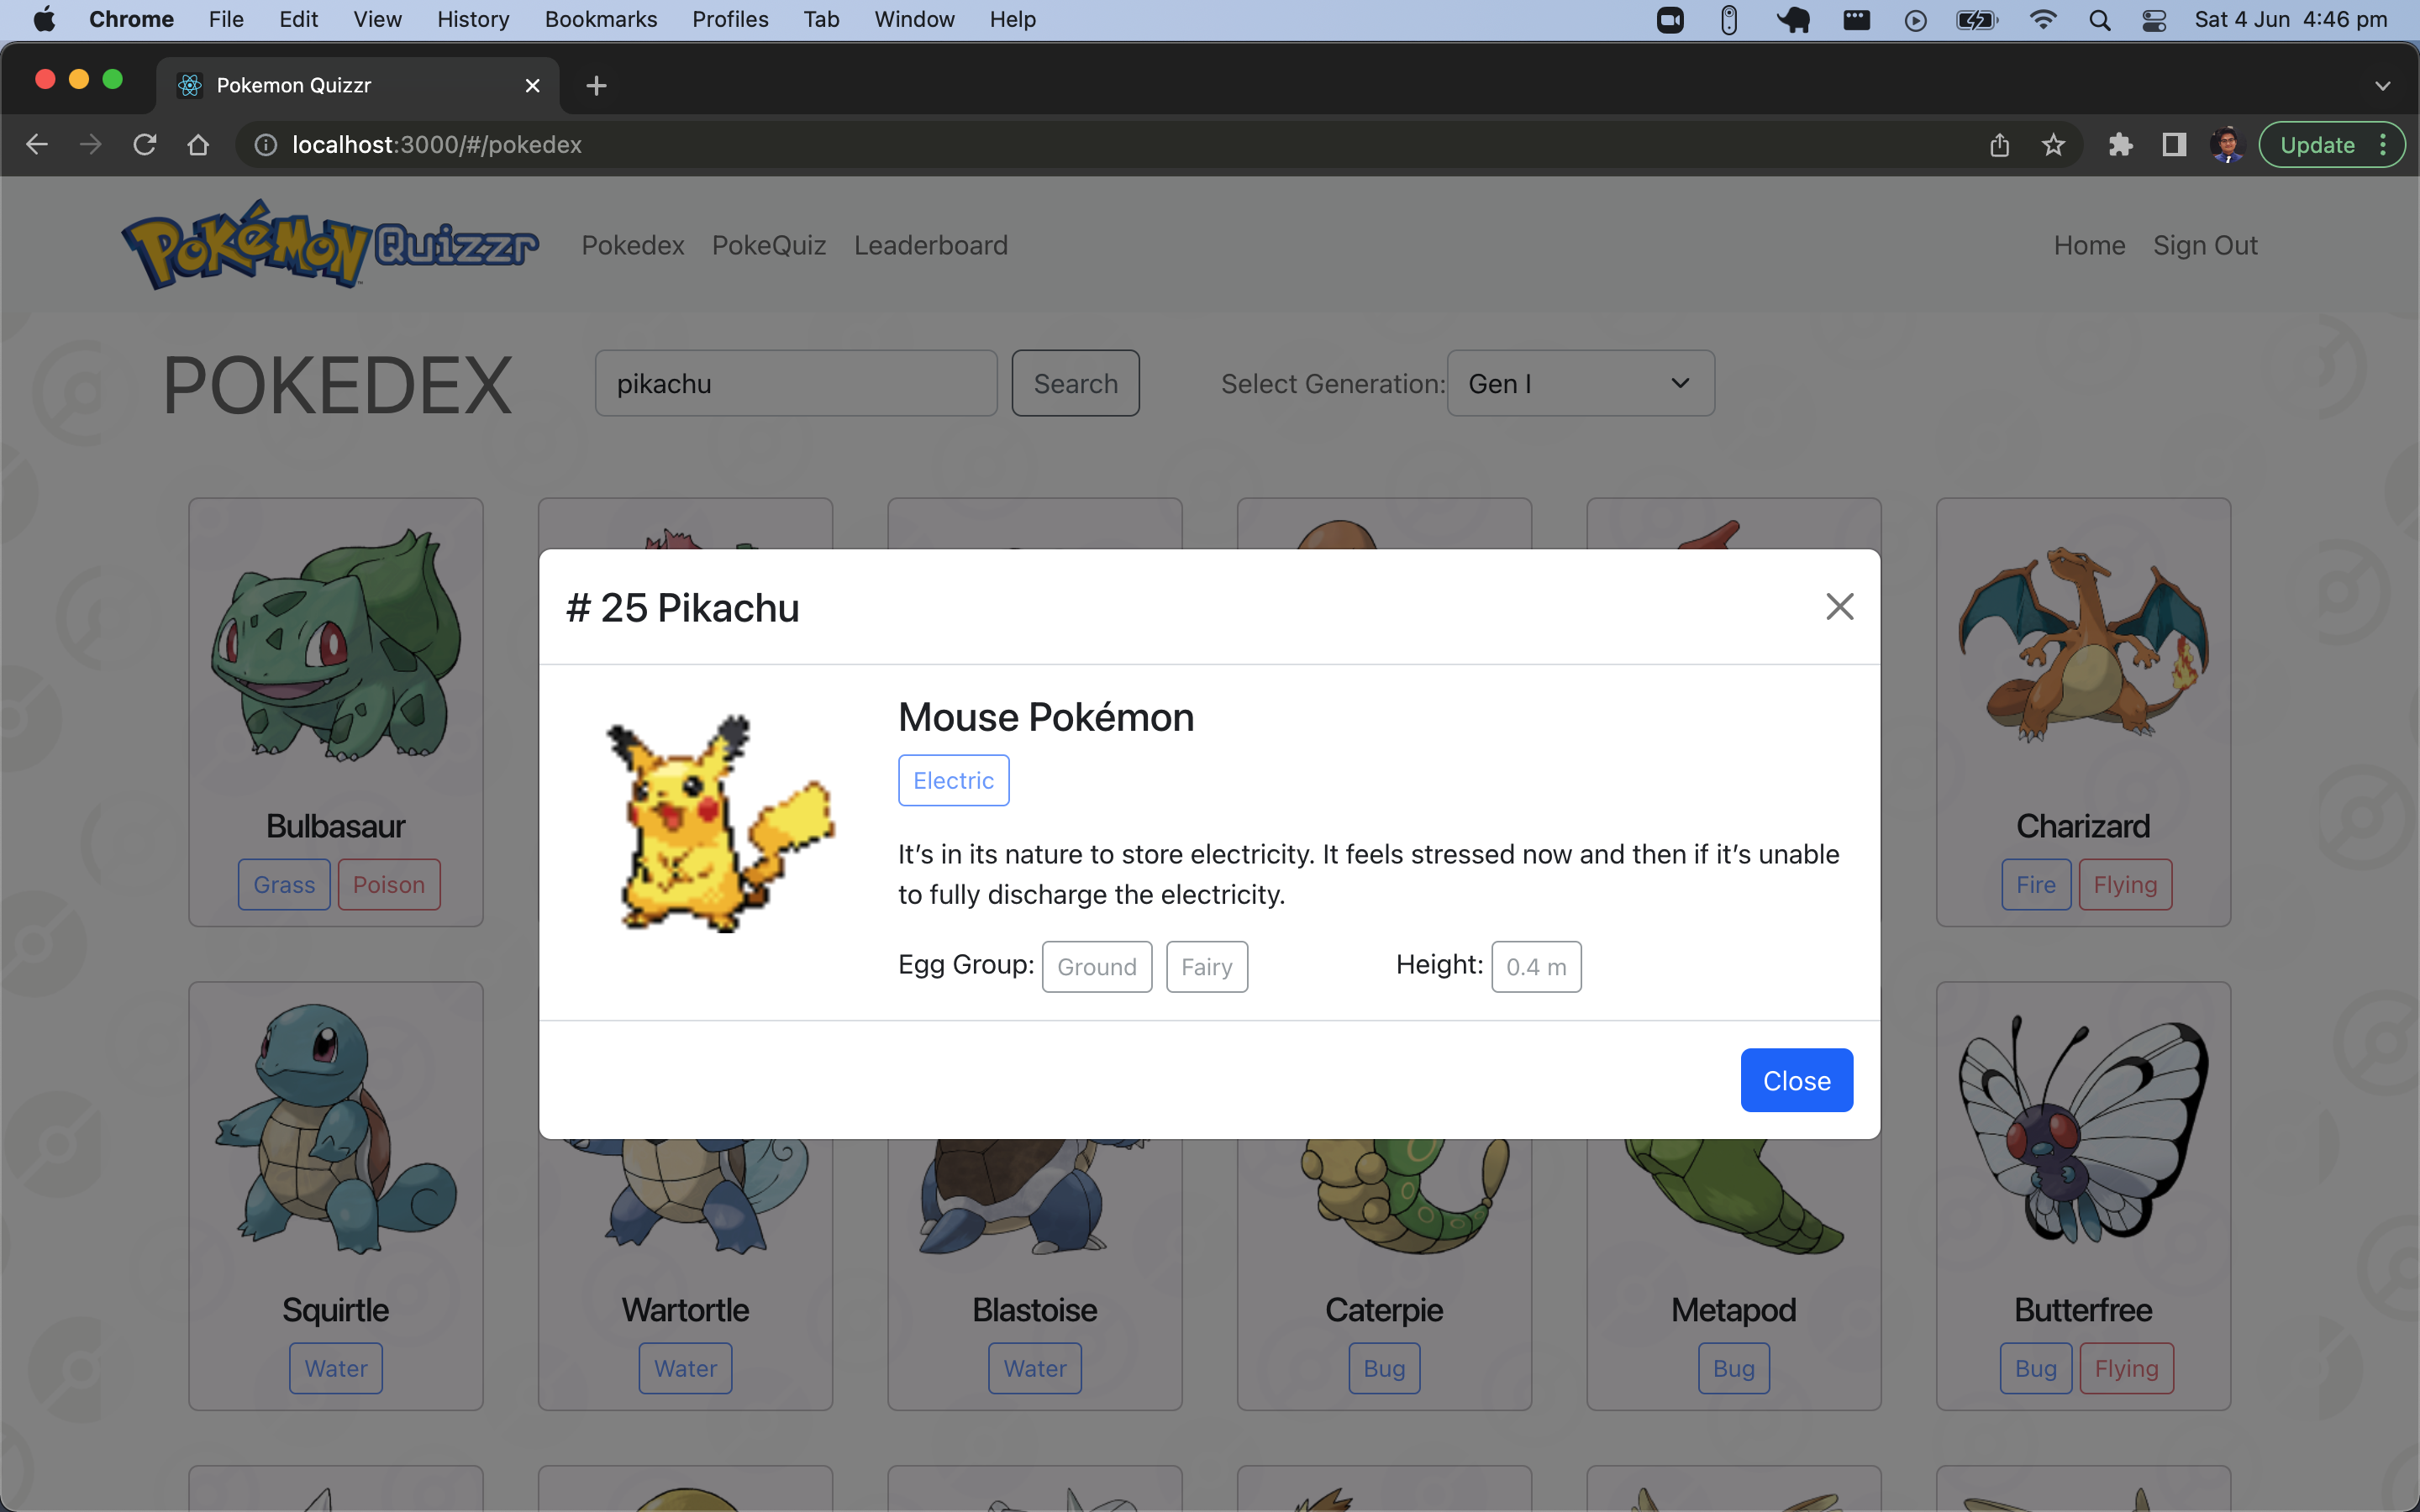 Chrome File Edit View History Bookmarks Profiles Tab Window Help Sat 4 Jun 4:46 pm
Pokemon Quizzr
localhost:3000/#/pokedex Update
POKéMON Quizzr Pokedex PokeQuiz Leaderboard Home Sign Out
POKEDEX pikachu Search Select Generation: Gen I
# 25 Pikachu
Mouse Pokémon
Electric
It’s in its nature to store electricity. It feels stressed now and then if it’s unable
to fully discharge the electricity.
Egg Group: Ground Fairy Height: 0.4 m
Close
Bulbasaur Charizard
Grass Poison Fire Flying
Squirtle Wartortle Blastoise Caterpie Metapod Butterfree
Water Water Water Bug Bug Bug Flying